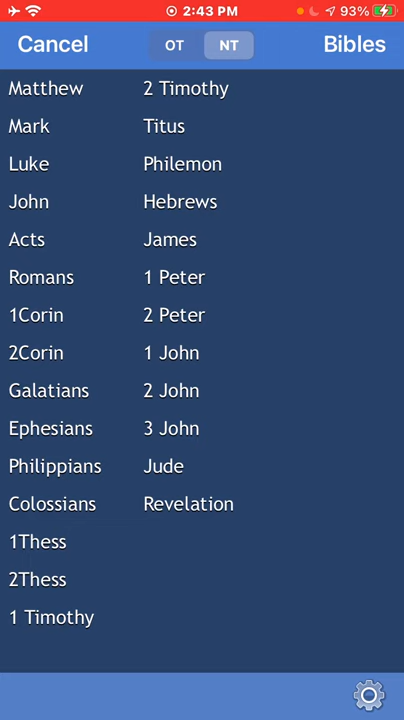 2:43 PM 93%
Cancel OT NT Bibles
Matthew
Mark
Luke
John
Acts
Romans
1Corin
2Corin
Galatians
Ephesians
Philippians
Colossians
1Thess
2Thess
1 Timothy
2 Timothy
Titus
Philemon
Hebrews
James
1 Peter
2 Peter
1 John
2 John
3 John
Jude
Revelation